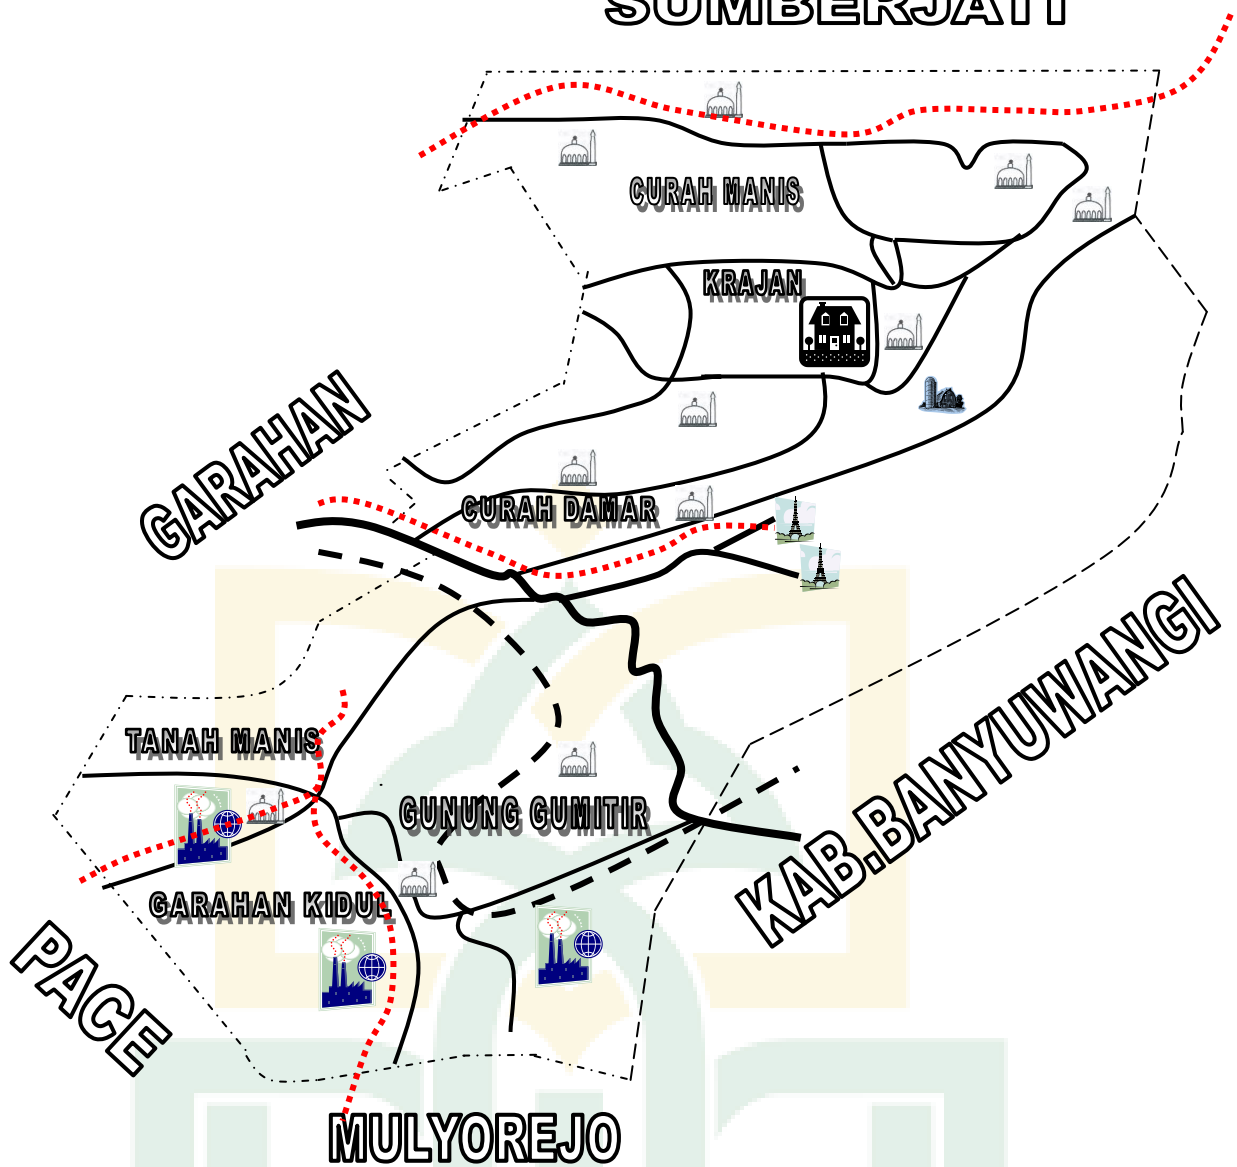 SUMBERJATI
CURAH MANIS
KRAJAN
GARAHAN
CURAH DAMAR
KAB.BANYUWANGI
TANAH MANIS
GUNUNG GUMITIR
GARAHAN KIDUL
PACE
MULYOREJO